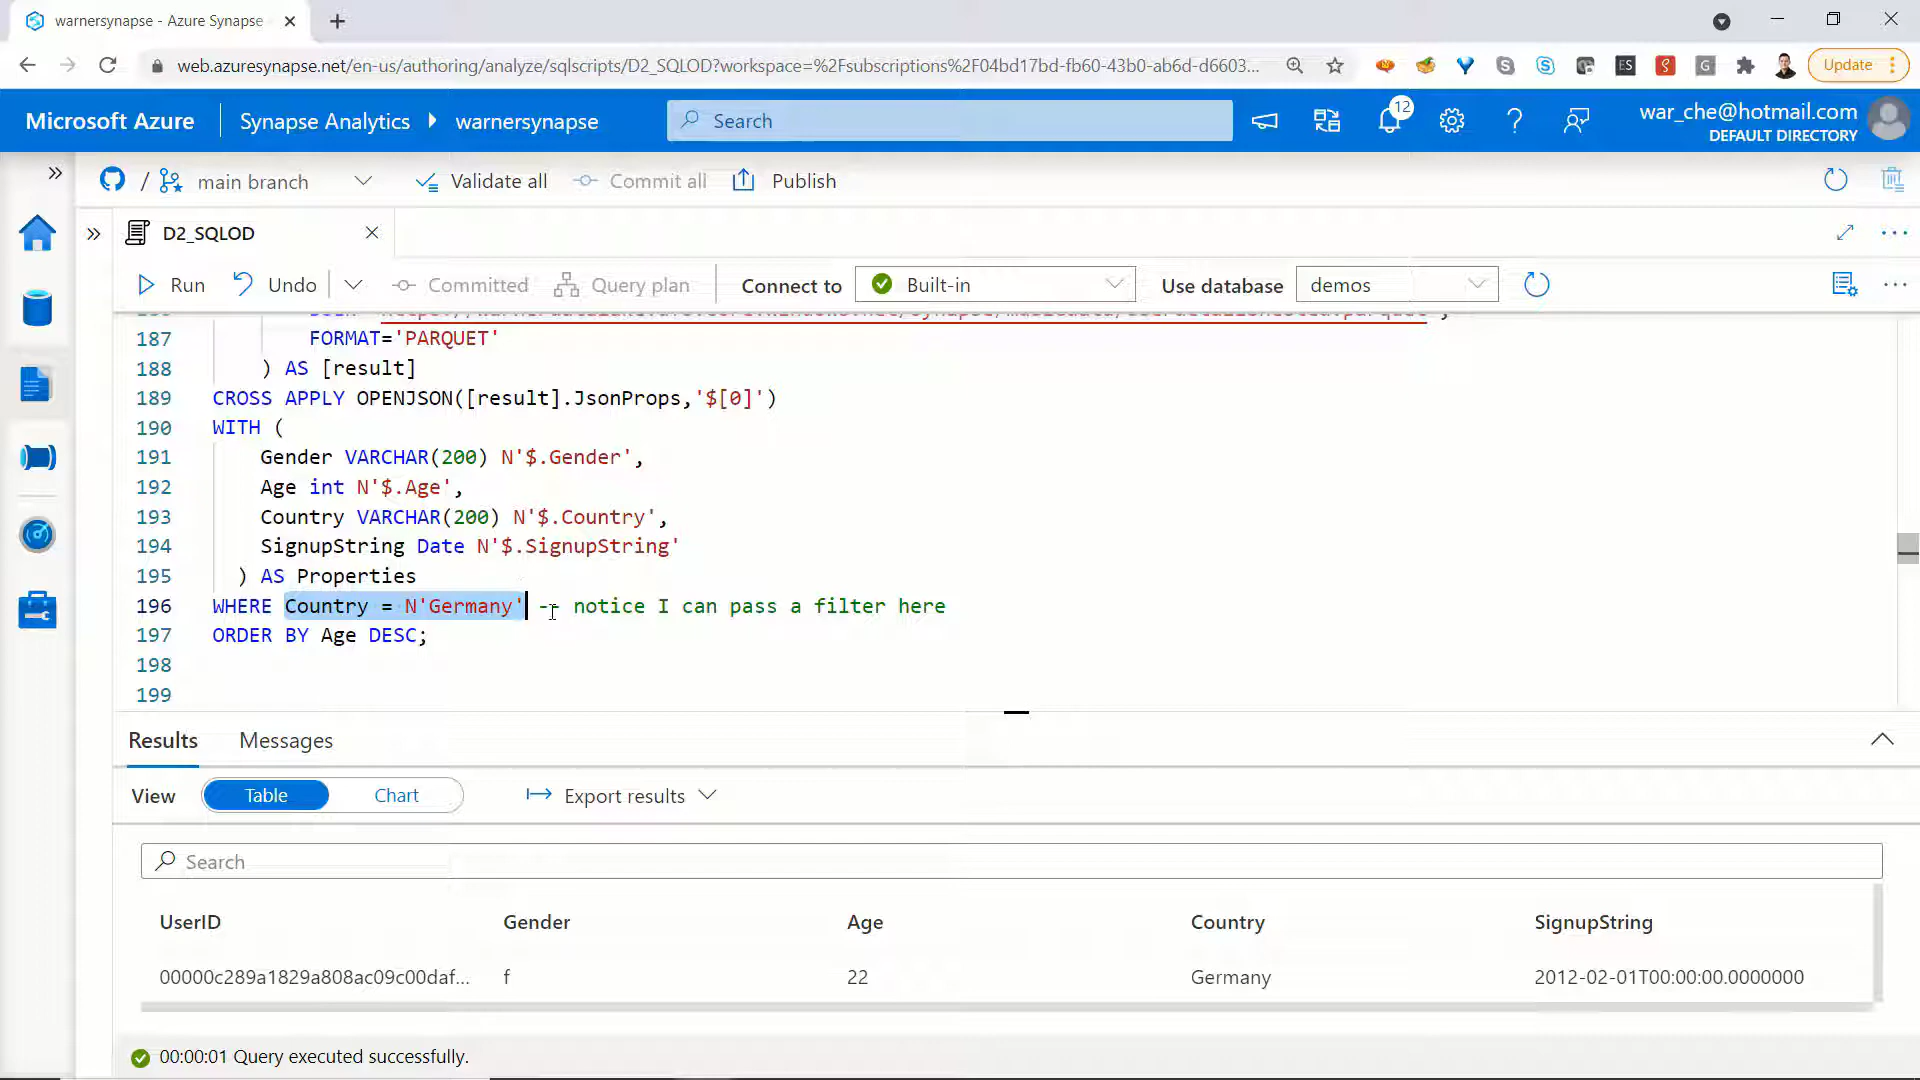 warnersynapse - Azure Synapse
web.azuresynapse.net/en-us/authoring/analyze/sqlscripts/D2_SQLOD?workspace=%2Fsubscriptions%2F04bd17bd-fb60-43b0-ab6d-d6603...
ES
S
G
Update
Microsoft Azure
Synapse Analytics
warnersynapse
Search
12
war_che@hotmail.com
DEFAULT DIRECTORY
/ main branch
Validate all
Commit all
Publish
D2_SQLOD
Run
Undo
Committed
Query plan
Connect to
Built-in
Use database
demos
187 FORMAT='PARQUET'
188 ) AS [result]
189 CROSS APPLY OPENJSON([result].JsonProps,'$[0]')
190 WITH (
191 Gender VARCHAR(200) N'$.Gender',
192 Age int N'$.Age',
193 Country VARCHAR(200) N'$.Country',
194 SignupString Date N'$.SignupString'
195 ) AS Properties
196 WHERE Country = N'Germany' -- notice I can pass a filter here
197 ORDER BY Age DESC;
198
199
Results
Messages
View
Table
Chart
Export results
Search
UserID Gender Age Country SignupString
00000c289a1829a808ac09c00daf... f 22 Germany 2012-02-01T00:00:00.0000000
00:00:01 Query executed successfully.